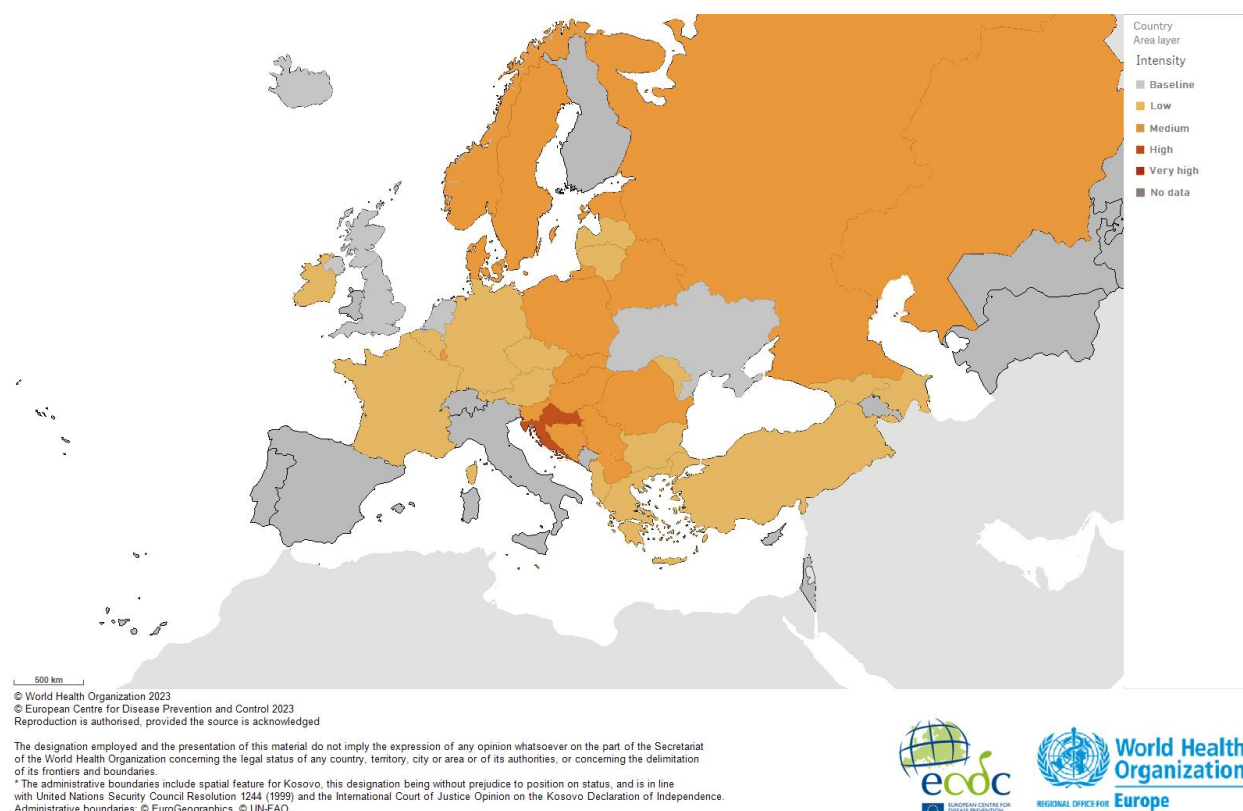 Country
Area layer
Intensity
Baseline
Low
Medium
High
Very high
No data
500 km
© World Health Organization 2023
© European Centre for Disease Prevention and Control 2023
Reproduction is authorised, provided the source is acknowledged
The designation employed and the presentation of this material do not imply the expression of any opinion whatsoever on the part of the Secretariat
of the World Health Organization concerning the legal status of any country, territory, city or area or of its authorities, or concerning the delimitation
of its frontiers and boundaries.
* The administrative boundaries include spatial feature for Kosovo, this designation being without prejudice to position on status, and is in line
with United Nations Security Council Resolution 1244 (1999) and the International Court of Justice Opinion on the Kosovo Declaration of Independence.
Administrative boundaries: © EuroGeographics, © UN-FAO
ecdc
EUROPEAN CENTRE FOR
DISEASE PREVENTION
World Health
Organization
REGIONAL OFFICE FOR Europe